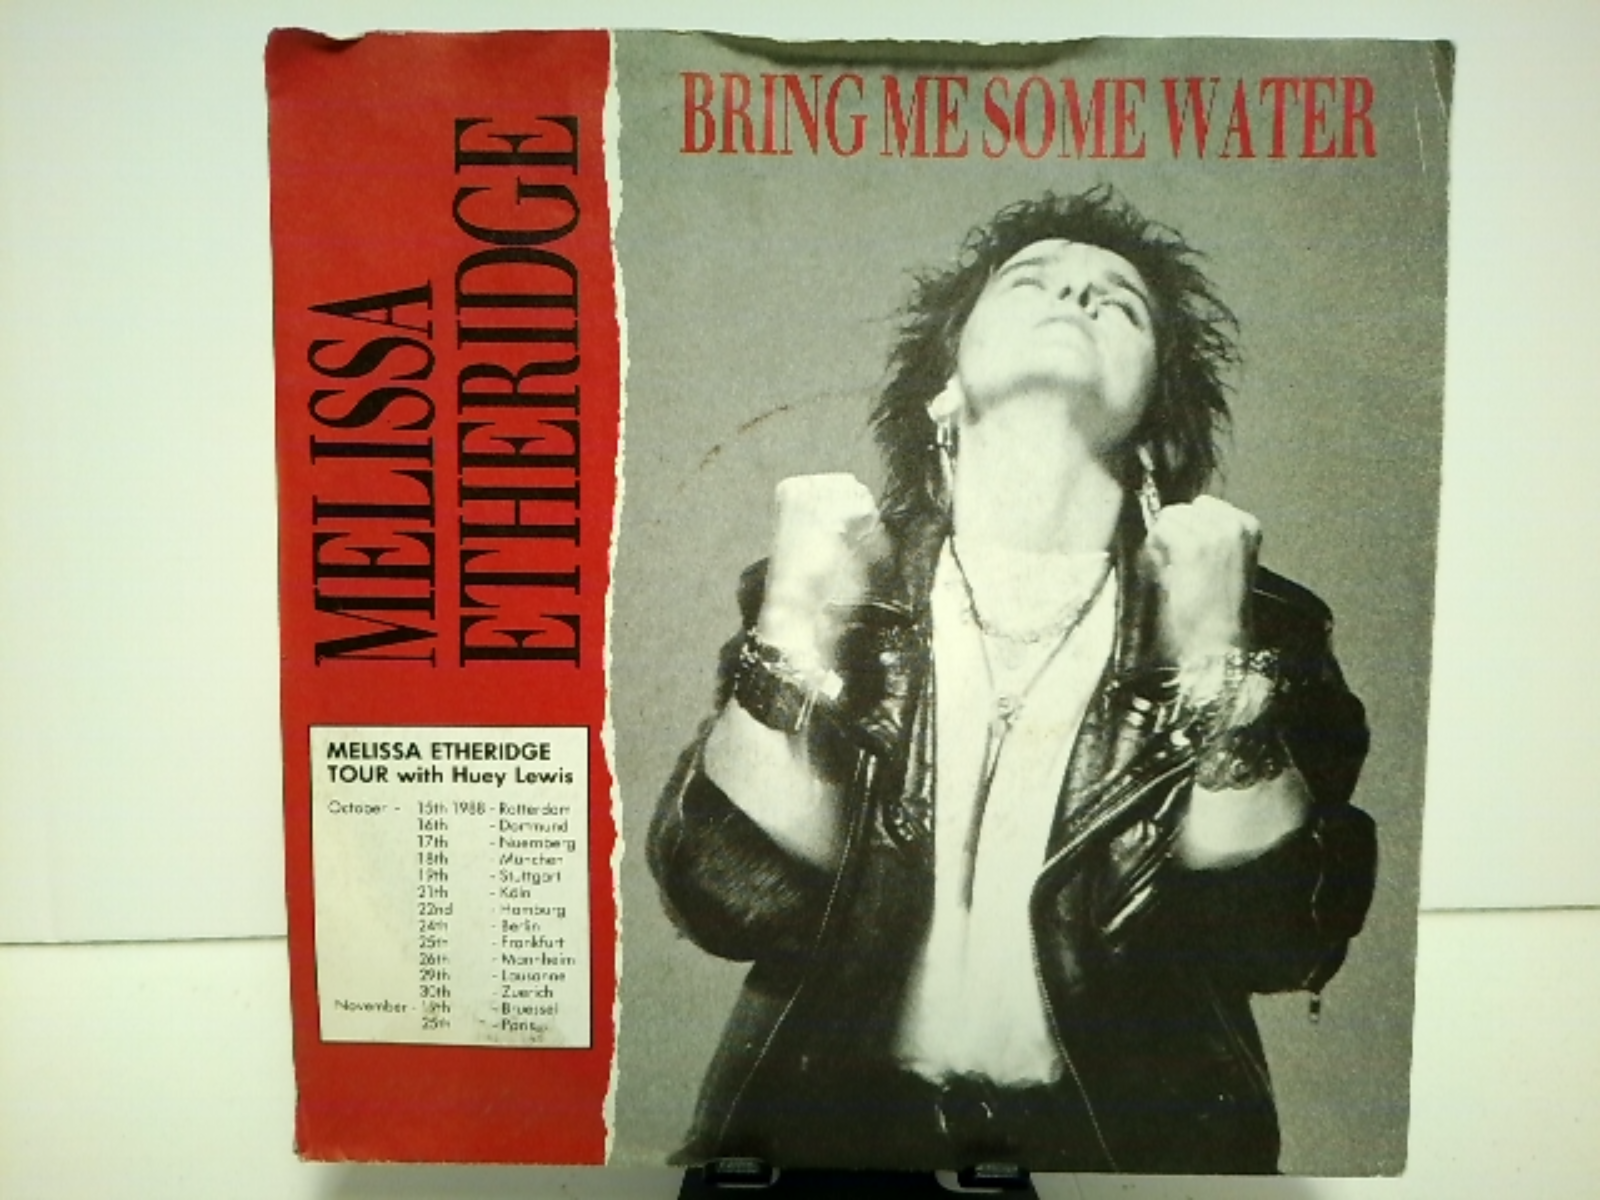 BRING ME SOME WATER
MELISSA
ETHERIDGE
MELISSA ETHERIDGE
TOUR with Huey Lewis
October - 15th 1988 - Rotterdam
16th - Dortmund
17th - Nuernberg
18th - München
19th - Stuttgart
21th - Köln
22nd - Hamburg
24th - Berlin
25th - Frankfurt
26th - Mannheim
29th - Lausanne
30th - Zuerich
November - - Bruessel
25th - Paris